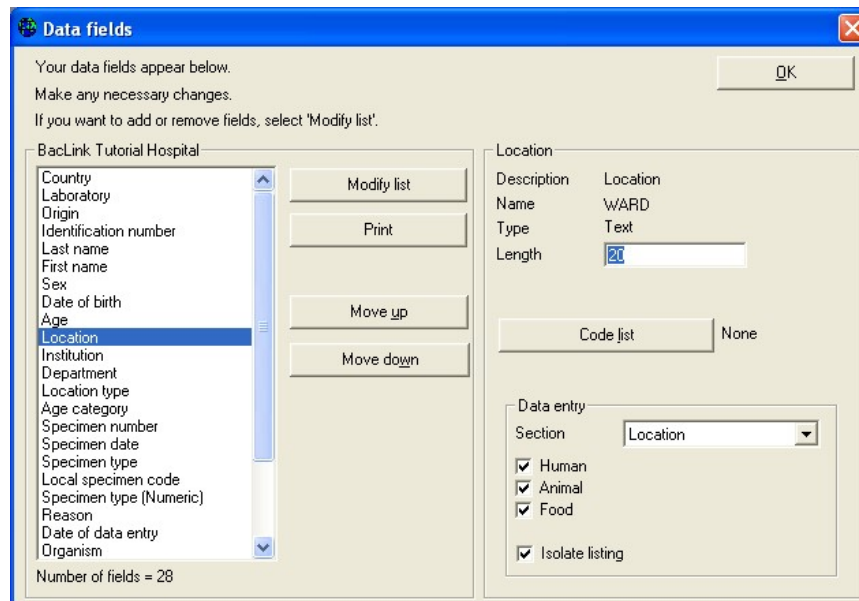 Data fields
Your data fields appear below.
Make any necessary changes.
If you want to add or remove fields, select 'Modify list'.
OK
BacLink Tutorial Hospital
Country
Laboratory
Origin
Identification number
Last name
First name
Sex
Date of birth
Age
Location
Institution
Department
Location type
Age category
Specimen number
Specimen date
Specimen type
Local specimen code
Specimen type (Numeric)
Reason
Date of data entry
Organism
Number of fields = 28
Modify list
Print
Move up
Move down
Location
Description Location
Name WARD
Type Text
Length 20
Code list None
Data entry
Section Location
Human
Animal
Food
Isolate listing